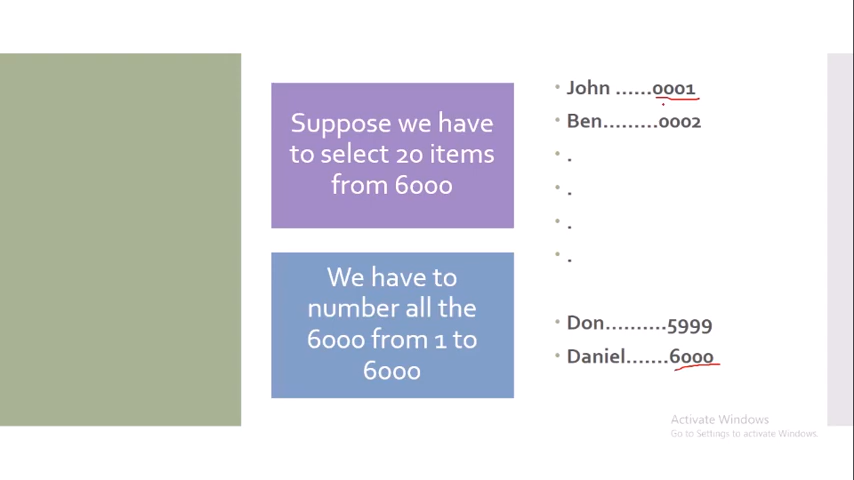 Suppose we have
to select 20 items
from 6000
We have to
number all the
6000 from 1 to
6000
• John ......0001
• Ben.........0002
• .
• .
• .
• .
• Don..........5999
• Daniel.......6000
Activate Windows
Go to Settings to activate Windows.